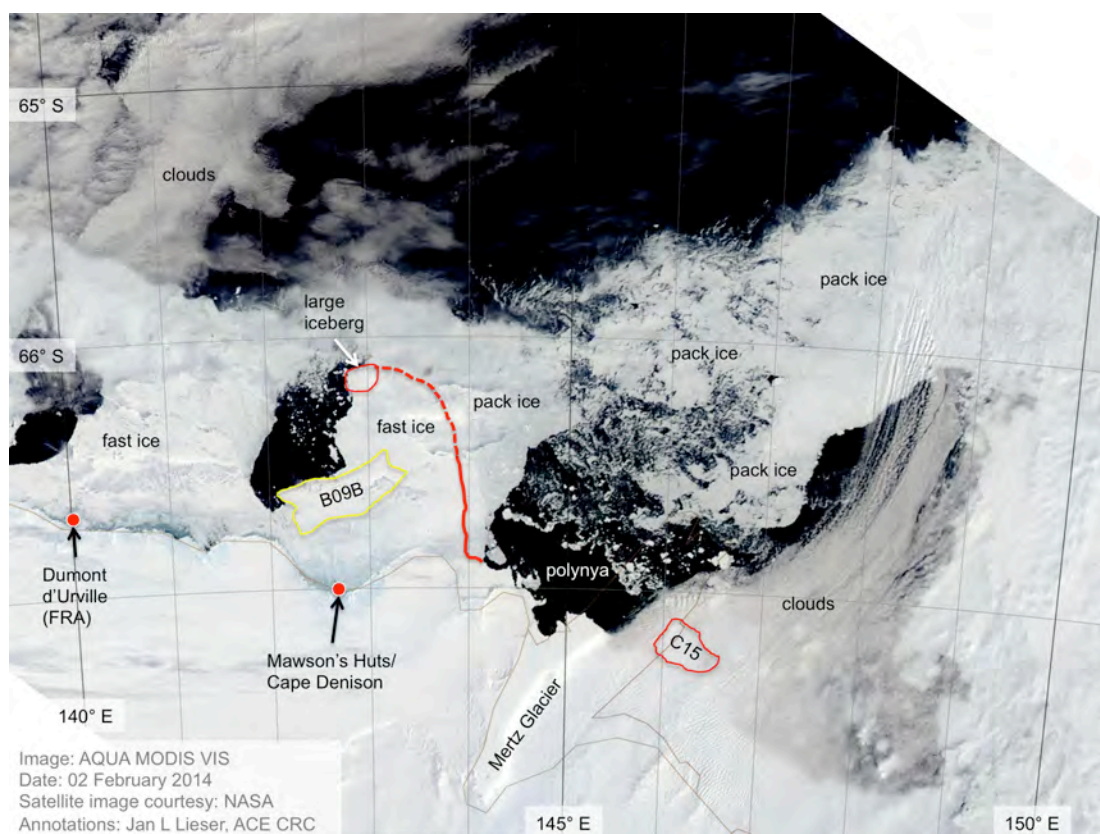 65° S
clouds
pack ice
large
iceberg
66° S
pack ice
pack ice
fast ice
fast ice
pack ice
B09B
polynya
Dumont
d'Urville
(FRA)
clouds
C15
Mawson's Huts/
Cape Denison
Mertz Glacier
140° E
Image: AQUA MODIS VIS
Date: 02 February 2014
Satellite image courtesy: NASA
Annotations: Jan L Lieser, ACE CRC
145° E
150° E